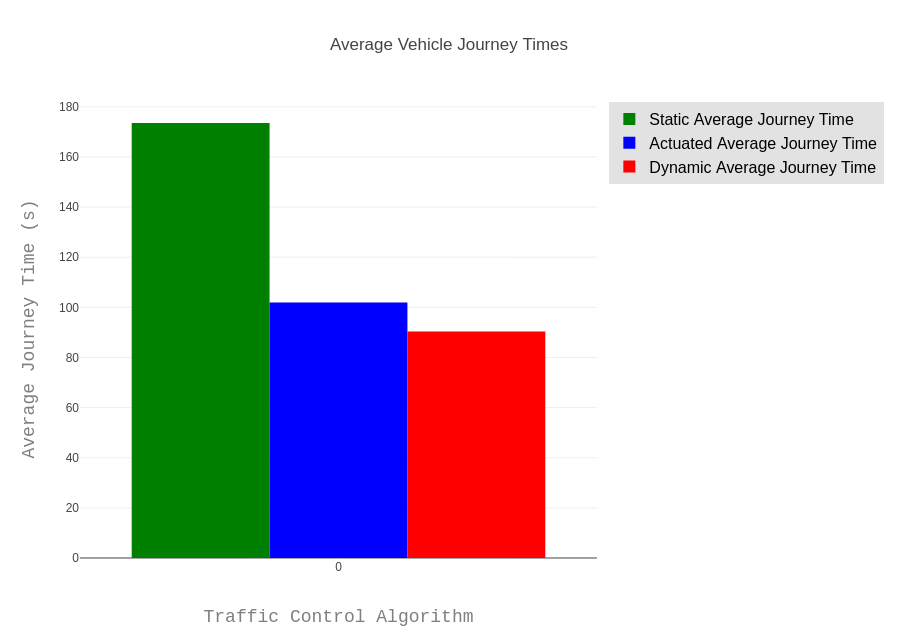 Average Vehicle Journey Times
180
160
140
120
100
80
60
40
20
0
0
Average Journey Time (s)
Traffic Control Algorithm
Static Average Journey Time
Actuated Average Journey Time
Dynamic Average Journey Time